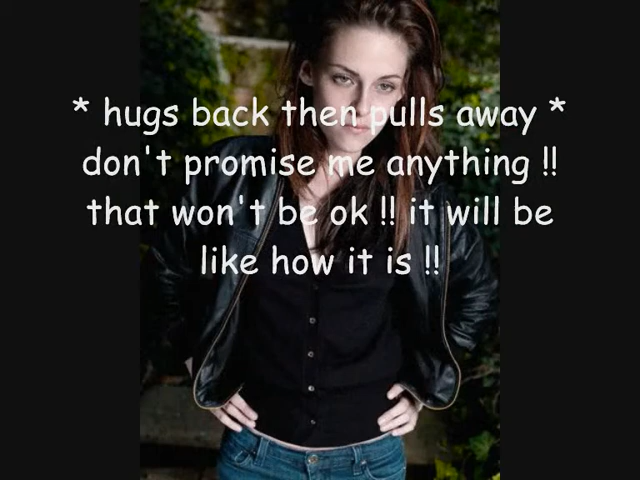 * hugs back then pulls away *
don't promise me anything !!
that won't be ok !! it will be
like how it is !!